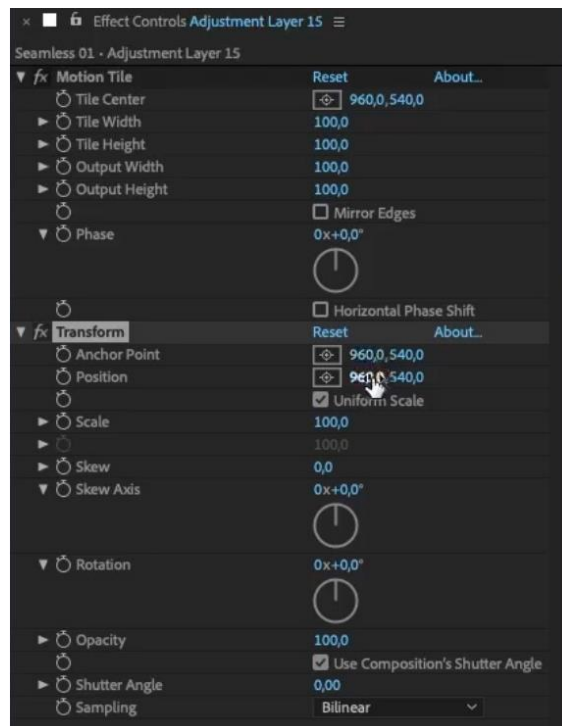 Effect Controls Adjustment Layer 15
Seamless 01 • Adjustment Layer 15
fx Motion Tile Reset About...
Tile Center 960,0,540,0
Tile Width 100,0
Tile Height 100,0
Output Width 100,0
Output Height 100,0
Mirror Edges
Phase 0x+0,0°
Horizontal Phase Shift
fx Transform Reset About...
Anchor Point 960,0,540,0
Position 960,0,540,0
Uniform Scale
Scale 100,0
100,0
Skew 0,0
Skew Axis 0x+0,0°
Rotation 0x+0,0°
Opacity 100,0
Use Composition's Shutter Angle
Shutter Angle 0,00
Sampling Bilinear